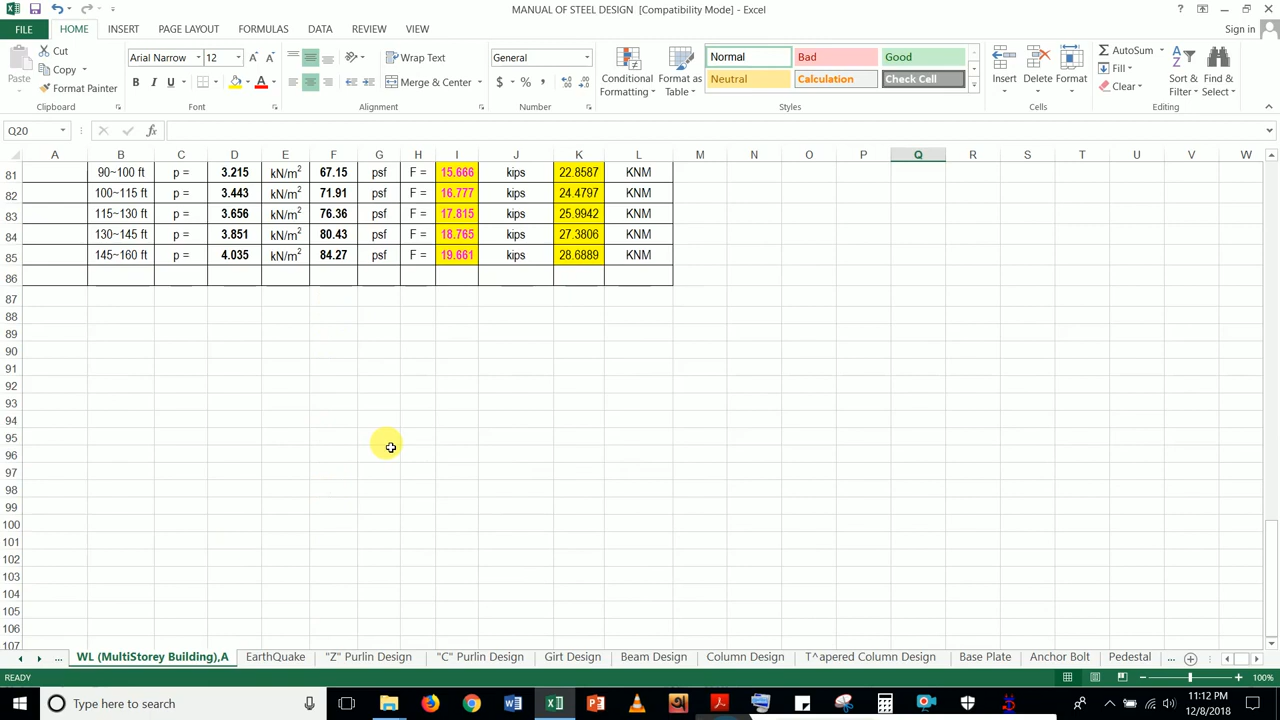 MANUAL OF STEEL DESIGN [Compatibility Mode] - Excel
FILE HOME INSERT PAGE LAYOUT FORMULAS DATA REVIEW VIEW Sign in
Paste
Cut
Copy
Format Painter
Clipboard
Arial Narrow 12
B I U
Font
Wrap Text
Merge & Center
Alignment
General
$ % ,
Number
Conditional Formatting
Format as Table
Normal Bad Good
Neutral Calculation Check Cell
Styles
Insert Delete Format
Cells
AutoSum
Fill
Clear
Sort & Filter
Find & Select
Editing
Q20 fx
A B C D E F G H I J K L M N O P Q R S T U V W
81 90~100 ft p = 3.215 kN/m² 67.15 psf F = 15.666 kips 22.8587 KNM
82 100~115 ft p = 3.443 kN/m² 71.91 psf F = 16.777 kips 24.4797 KNM
83 115~130 ft p = 3.656 kN/m² 76.36 psf F = 17.815 kips 25.9942 KNM
84 130~145 ft p = 3.851 kN/m² 80.43 psf F = 18.765 kips 27.3806 KNM
85 145~160 ft p = 4.035 kN/m² 84.27 psf F = 19.661 kips 28.6889 KNM
86
87
88
89
90
91
92
93
94
95
96
97
98
99
100
101
102
103
104
105
106
107
... WL (MultiStorey Building),A EarthQuake "Z" Purlin Design "C" Purlin Design Girt Design Beam Design Column Design T^apered Column Design Base Plate Anchor Bolt Pedestal ...
READY 100%
Type here to search
11:12 PM
12/8/2018